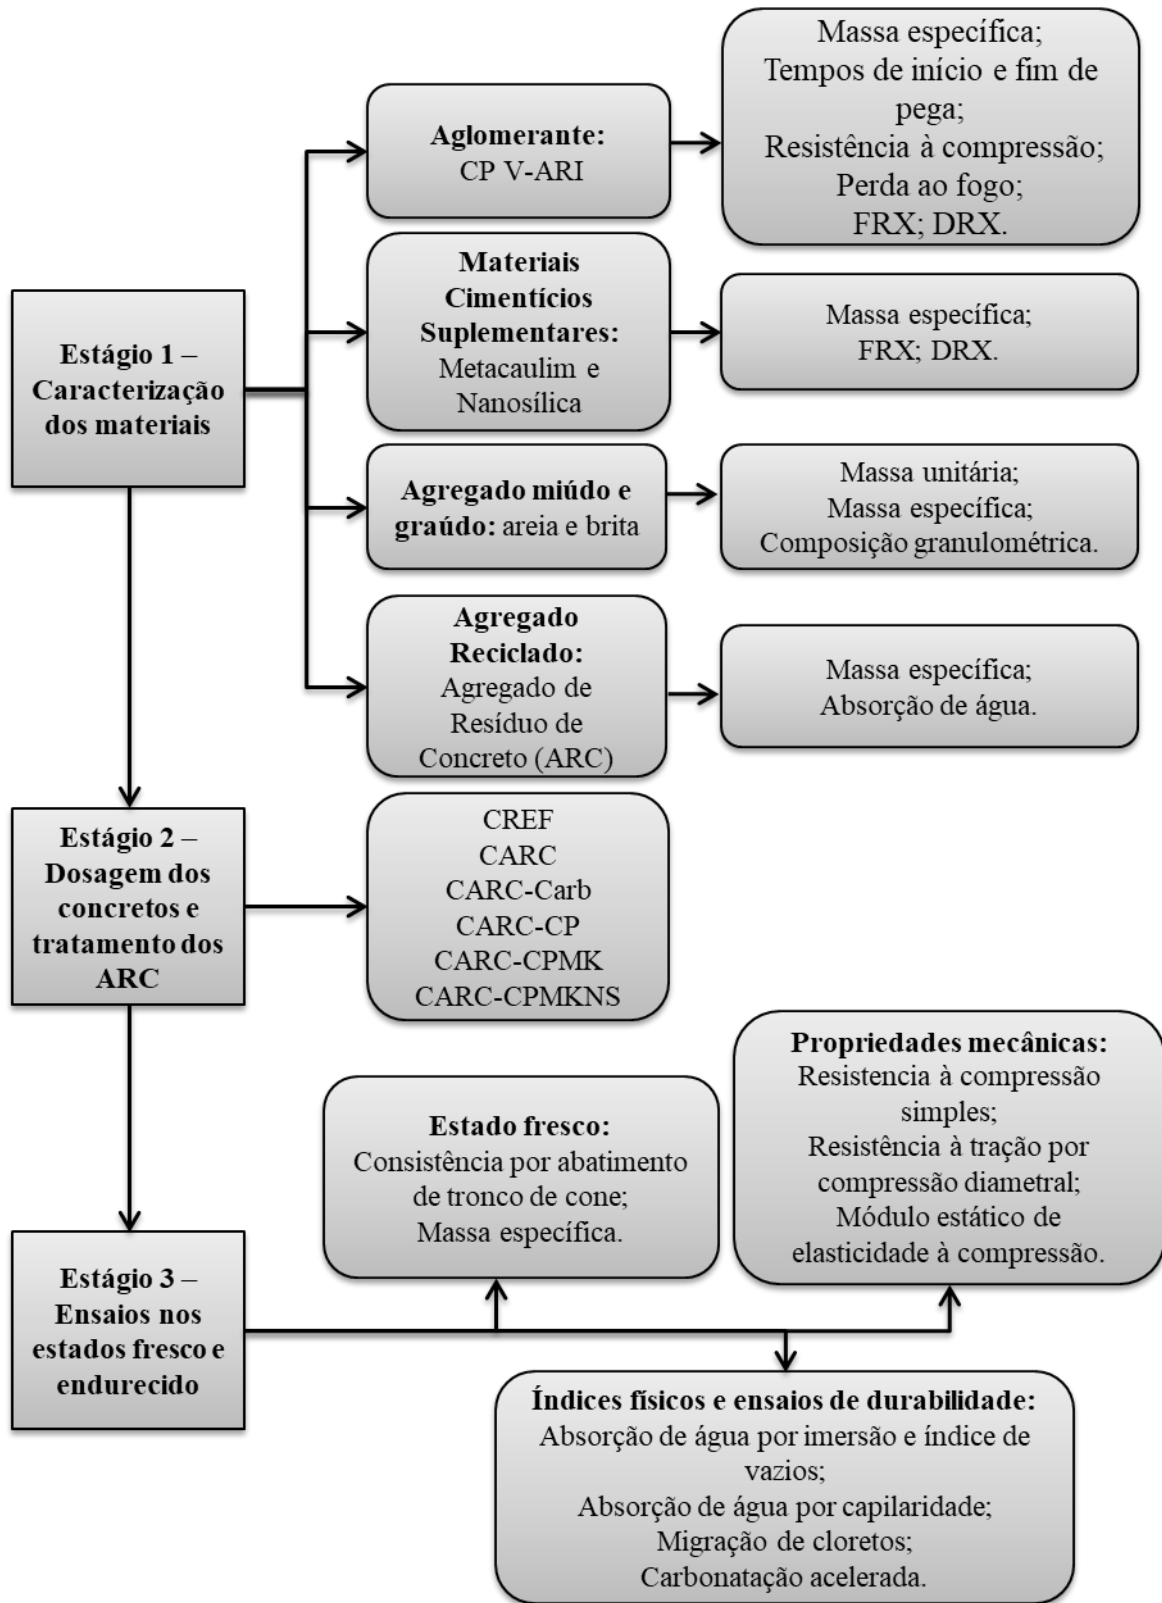 Estágio 1 –
Caracterização
dos materiais
Aglomerante:
CP V-ARI
Massa específica;
Tempos de início e fim de
pega;
Resistência à compressão;
Perda ao fogo;
FRX; DRX.
Materiais
Cimentícios
Suplementares:
Metacaulim e
Nanosílica
Massa específica;
FRX; DRX.
Agregado miúdo e
graúdo: areia e brita
Massa unitária;
Massa específica;
Composição granulométrica.
Agregado
Reciclado:
Agregado de
Resíduo de
Concreto (ARC)
Massa específica;
Absorção de água.
Estágio 2 –
Dosagem dos
concretos e
tratamento dos
ARC
CREF
CARC
CARC-Carb
CARC-CP
CARC-CPMK
CARC-CPMKNS
Estágio 3 –
Ensaios nos
estados fresco e
endurecido
Estado fresco:
Consistência por abatimento
de tronco de cone;
Massa específica.
Propriedades mecânicas:
Resistencia à compressão
simples;
Resistência à tração por
compressão diametral;
Módulo estático de
elasticidade à compressão.
Índices físicos e ensaios de durabilidade:
Absorção de água por imersão e índice de
vazios;
Absorção de água por capilaridade;
Migração de cloretos;
Carbonatação acelerada.